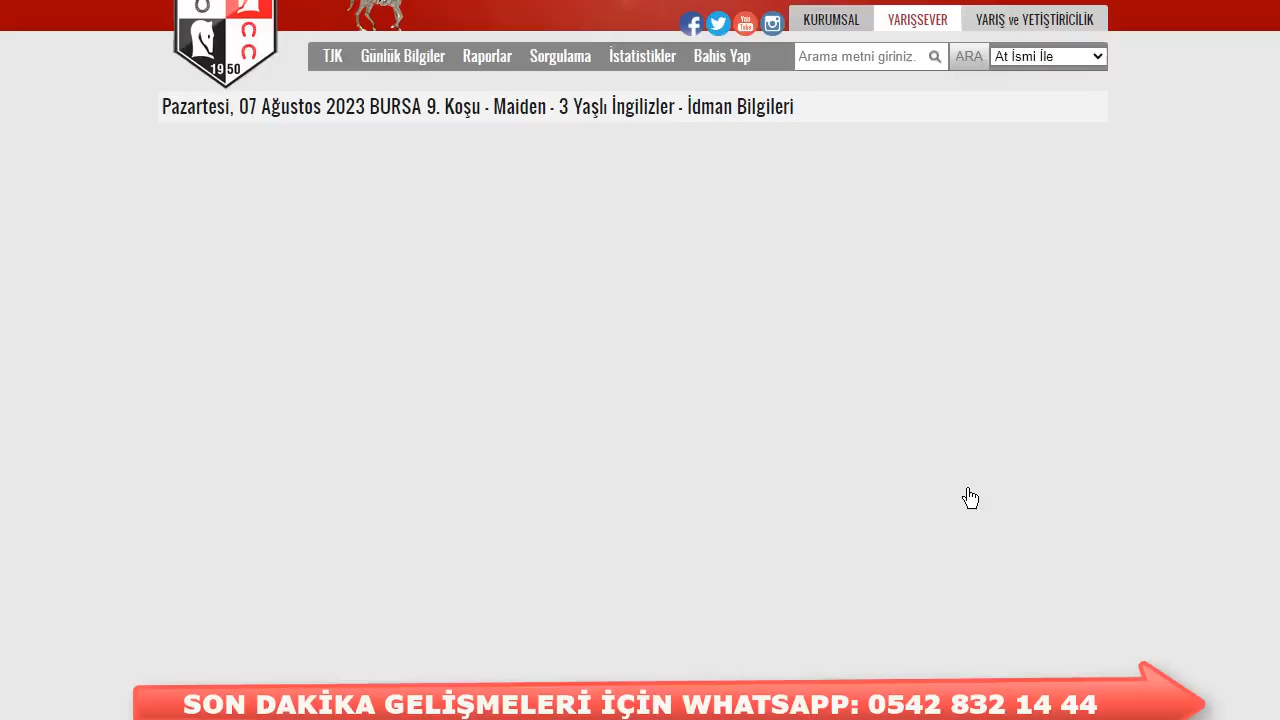 O
C
C
1950
KURUMSAL YARIŞSEVER YARIŞ ve YETİŞTİRİCİLİK
You Tube
TJK Günlük Bilgiler Raporlar Sorgulama İstatistikler Bahis Yap Arama metni giriniz. ARA At İsmi İle
Pazartesi, 07 Ağustos 2023 BURSA 9. Koşu - Maiden - 3 Yaşlı İngilizler - İdman Bilgileri
SON DAKİKA GELİŞMELERİ İÇİN WHATSAPP: 0542 832 14 44